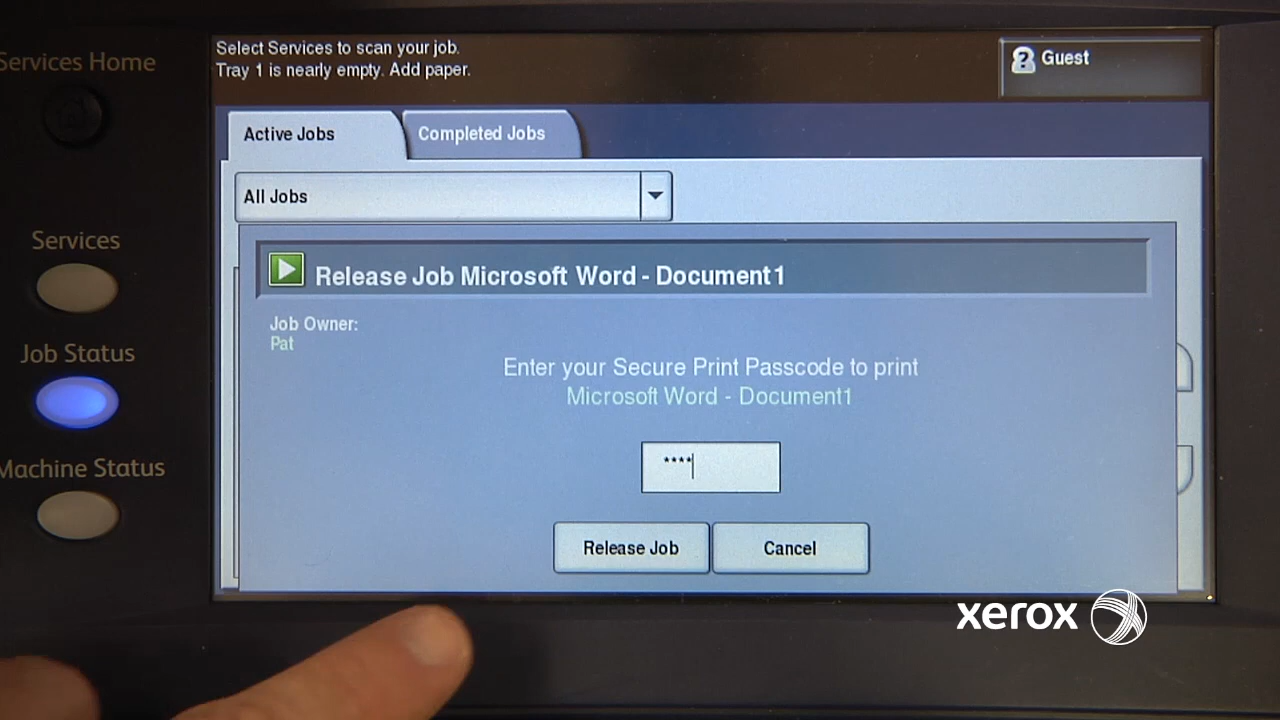 Services Home
Select Services to scan your job.
Tray 1 is nearly empty. Add paper.
Guest
Active Jobs
Completed Jobs
All Jobs
Services
Release Job Microsoft Word - Document1
Job Owner:
Pat
Job Status
Enter your Secure Print Passcode to print
Microsoft Word - Document1
Machine Status
****
Release Job
Cancel
xerox